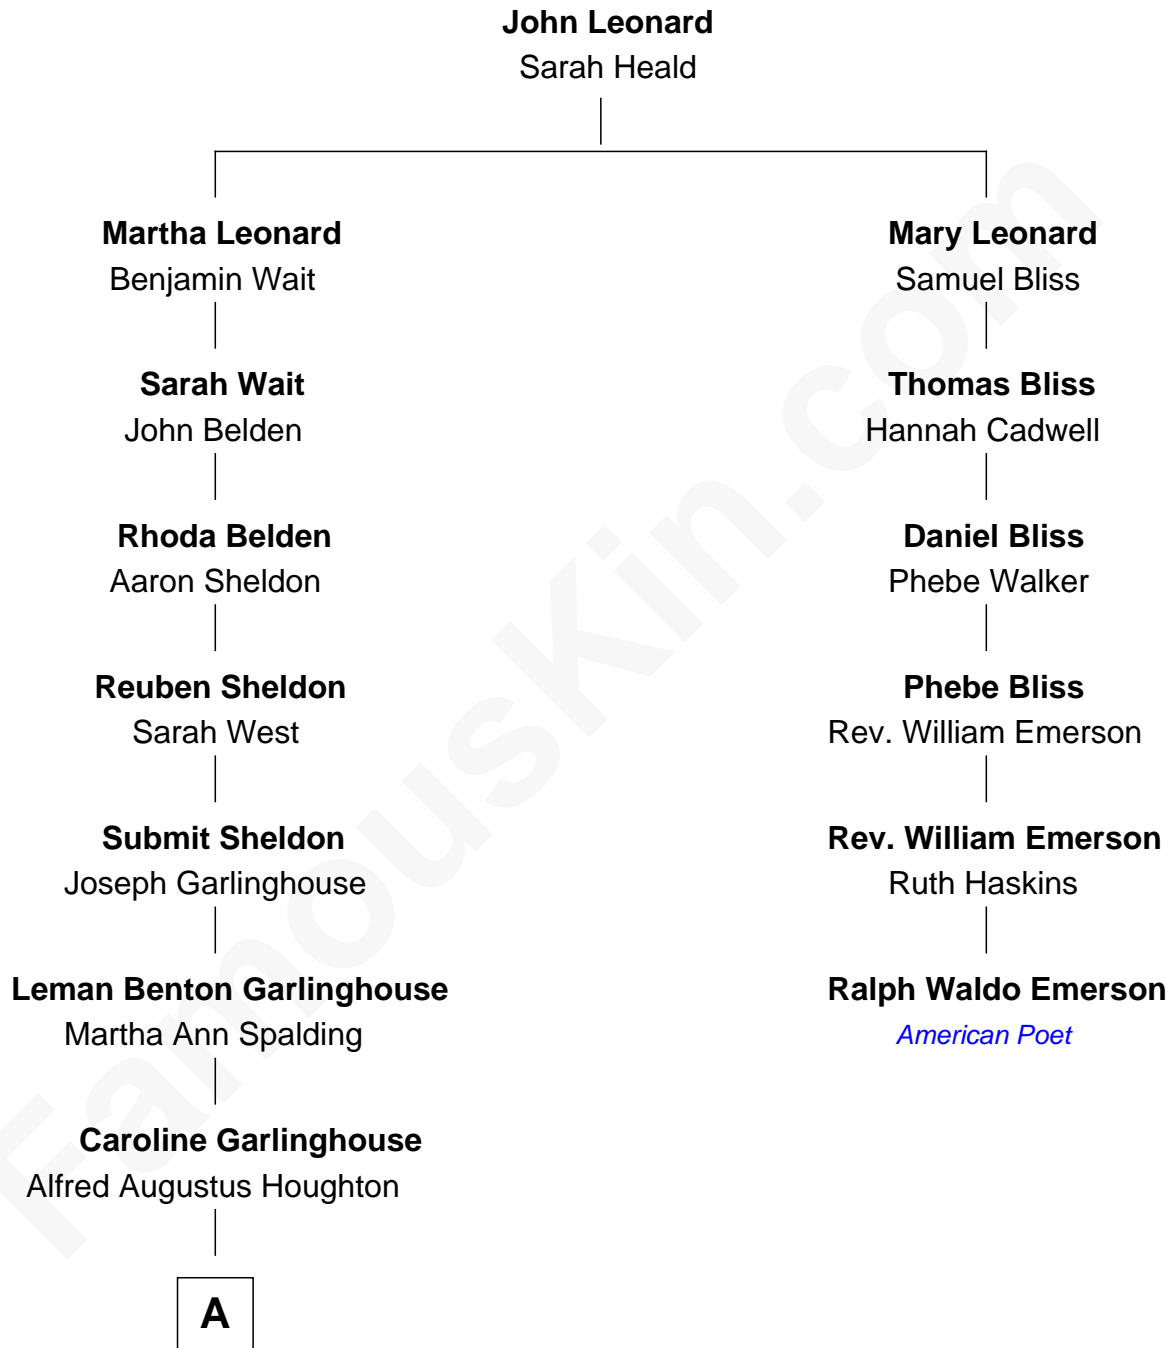 John Leonard
Sarah Heald
Martha Leonard
Benjamin Wait
Mary Leonard
Samuel Bliss
Sarah Wait
John Belden
Thomas Bliss
Hannah Cadwell
Rhoda Belden
Aaron Sheldon
Daniel Bliss
Phebe Walker
Reuben Sheldon
Sarah West
Phebe Bliss
Rev. William Emerson
Submit Sheldon
Joseph Garlinghouse
Rev. William Emerson
Ruth Haskins
Leman Benton Garlinghouse
Martha Ann Spalding
Ralph Waldo Emerson
American Poet
Caroline Garlinghouse
Alfred Augustus Houghton
A
FamousKin.com